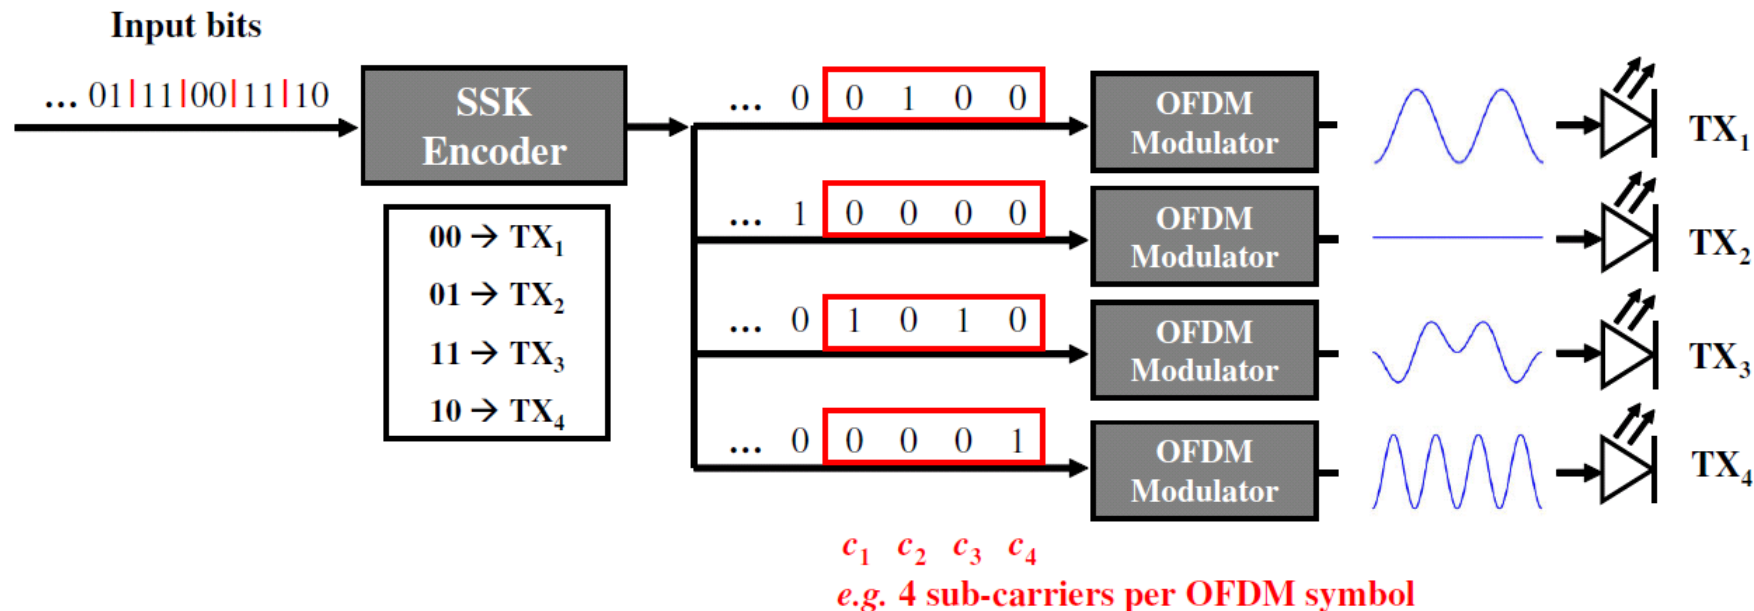 Input bits
... 01|11|00|11|10
SSK
Encoder
00 → TX₁
01 → TX₂
11 → TX₃
10 → TX₄
... 0 0 1 0 0
OFDM
Modulator
TX₁
... 1 0 0 0 0
OFDM
Modulator
TX₂
... 0 1 0 1 0
OFDM
Modulator
TX₃
... 0 0 0 0 1
OFDM
Modulator
TX₄
c₁ c₂ c₃ c₄
e.g. 4 sub-carriers per OFDM symbol